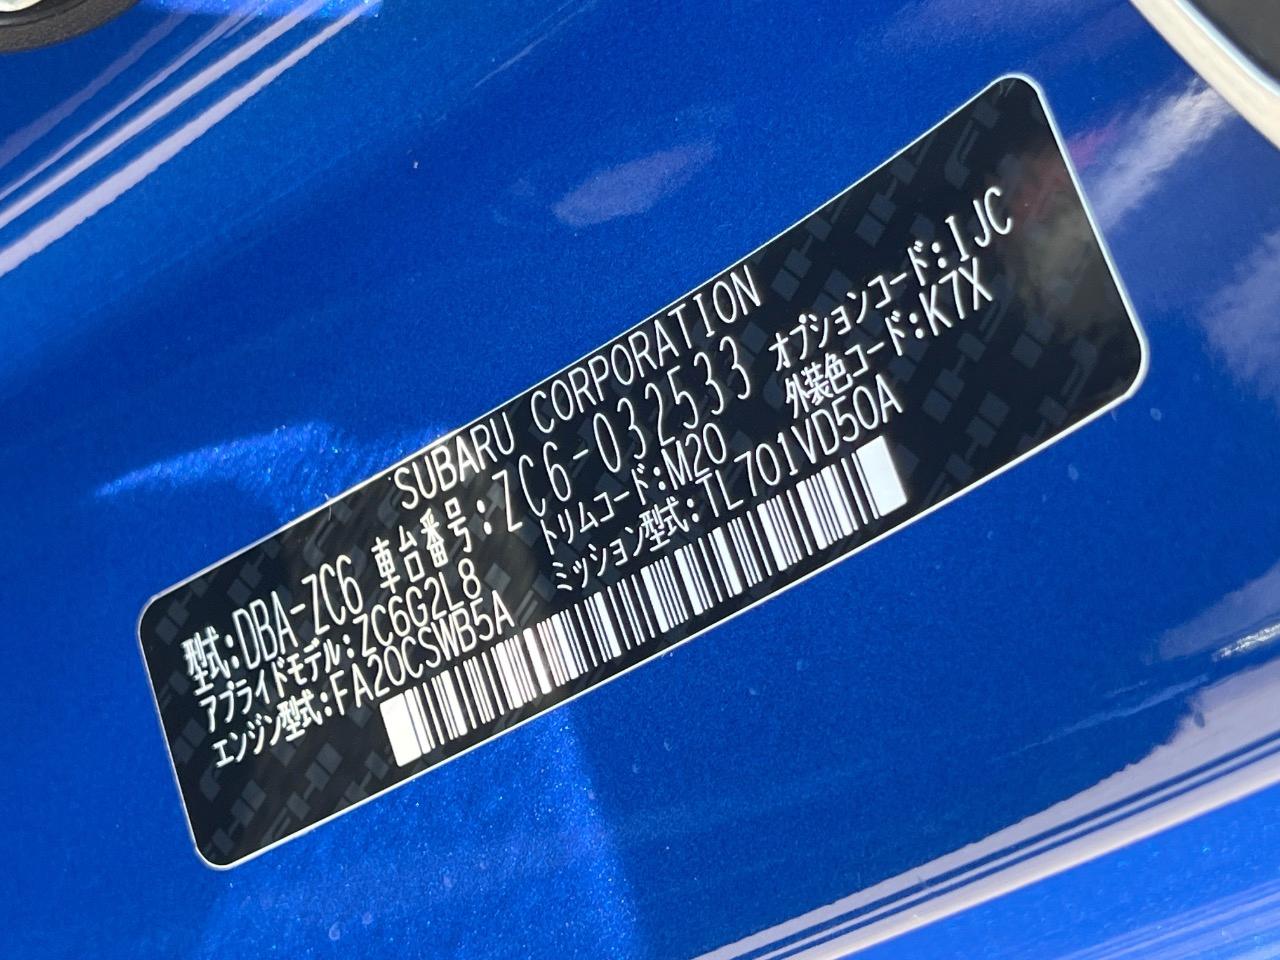 SUBARU CORPORATION
型式:DBA-ZC6 車台番号:ZC6-032533 オプションコード:IJC
アプライドモデル:ZC6G2L8 トリムコード:M20 外装色コード:K7X
エンジン型式:FA20CSWB5A ミッション型式:TL701VD50A